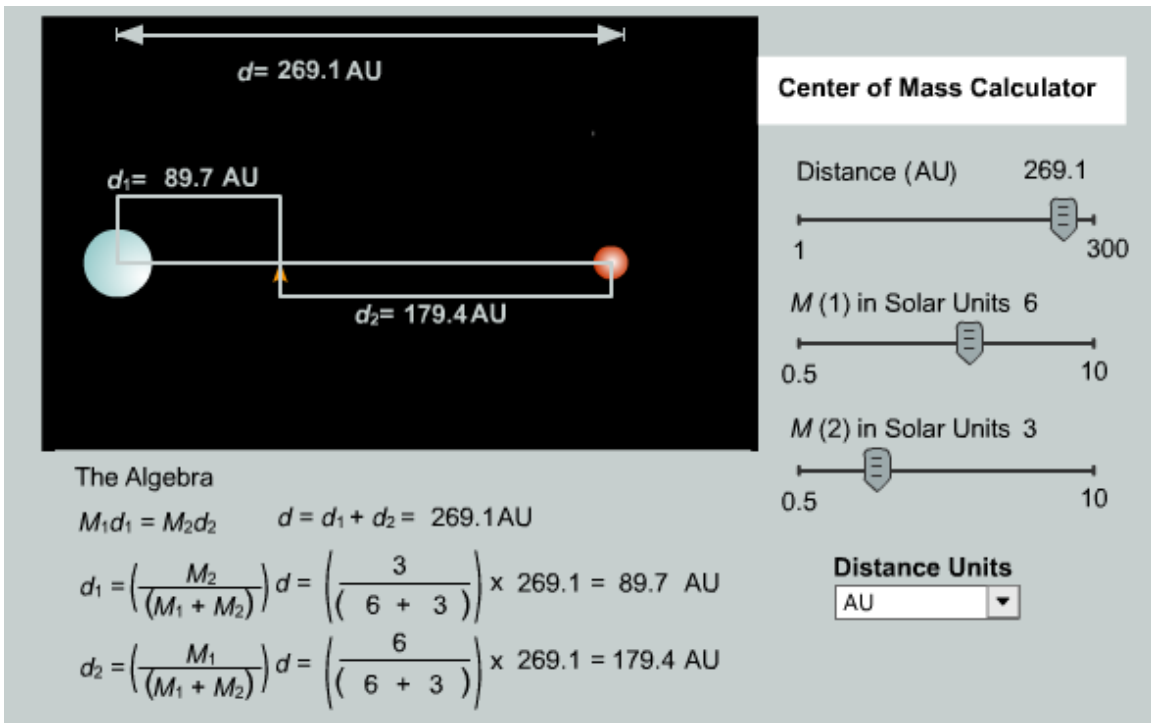 d= 269.1 AU
Center of Mass Calculator
d₁= 89.7 AU
d₂= 179.4 AU
Distance (AU) 269.1
1 300
M (1) in Solar Units 6
0.5 10
M (2) in Solar Units 3
0.5 10
Distance Units
AU
The Algebra
M₁d₁ = M₂d₂ d = d₁ + d₂ = 269.1 AU
d₁ = (M₂/(M₁ + M₂)) d = (3/( 6 + 3 )) x 269.1 = 89.7 AU
d₂ = (M₁/(M₁ + M₂)) d = (6/( 6 + 3 )) x 269.1 = 179.4 AU